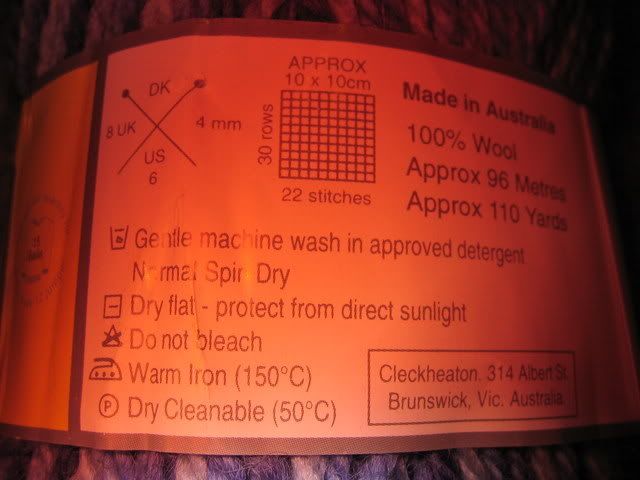 DK
8 UK
4 mm
US
6
APPROX
10 x 10cm
30 rows
22 stitches
Made in Australia
100% Wool
Approx 96 Metres
Approx 110 Yards
Gentle machine wash in approved detergent
Normal Spin Dry
Dry flat - protect from direct sunlight
Do not bleach
Warm Iron (150°C)
P Dry Cleanable (50°C)
Cleckheaton. 314 Albert St.
Brunswick, Vic. Australia.